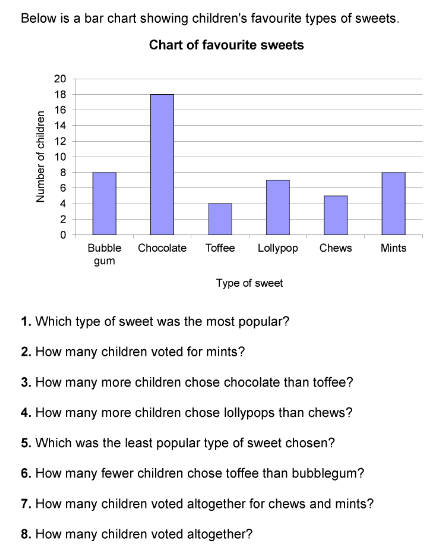 Below is a bar chart showing children's favourite types of sweets.
Chart of favourite sweets
Number of children
20
18
16
14
12
10
8
6
4
2
0
Bubble gum
Chocolate
Toffee
Lollypop
Chews
Mints
Type of sweet
1. Which type of sweet was the most popular?
2. How many children voted for mints?
3. How many more children chose chocolate than toffee?
4. How many more children chose lollypops than chews?
5. Which was the least popular type of sweet chosen?
6. How many fewer children chose toffee than bubblegum?
7. How many children voted altogether for chews and mints?
8. How many children voted altogether?